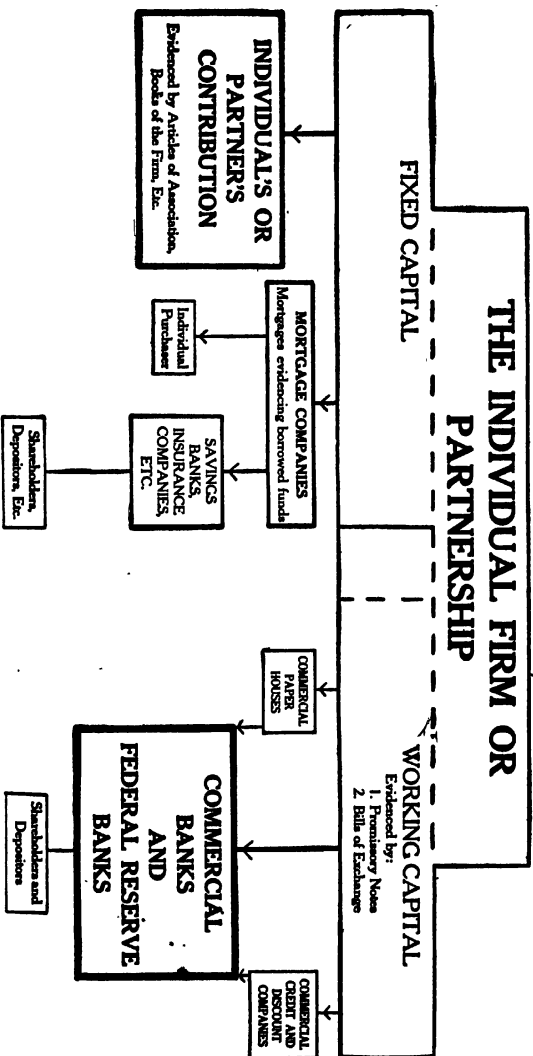 THE INDIVIDUAL FIRM OR
PARTNERSHIP
FIXED CAPITAL
WORKING CAPITAL
Evidenced by:
1. Promissory Notes
2. Bills of Exchange
INDIVIDUAL'S OR
PARTNER'S
CONTRIBUTION
Evidenced by Articles of Association,
Books of the Firm, Etc.
MORTGAGE COMPANIES
Mortgages evidencing borrowed funds
Individual
Purchaser
SAVINGS
BANKS,
INSURANCE
COMPANIES,
ETC.
Shareholders,
Depositors, Etc.
COMMERCIAL
PAPER
HOUSES
COMMERCIAL
BANKS
AND
FEDERAL RESERVE
BANKS
Shareholders and
Depositors
COMMERCIAL
CREDIT AND
DISCOUNT
COMPANIES